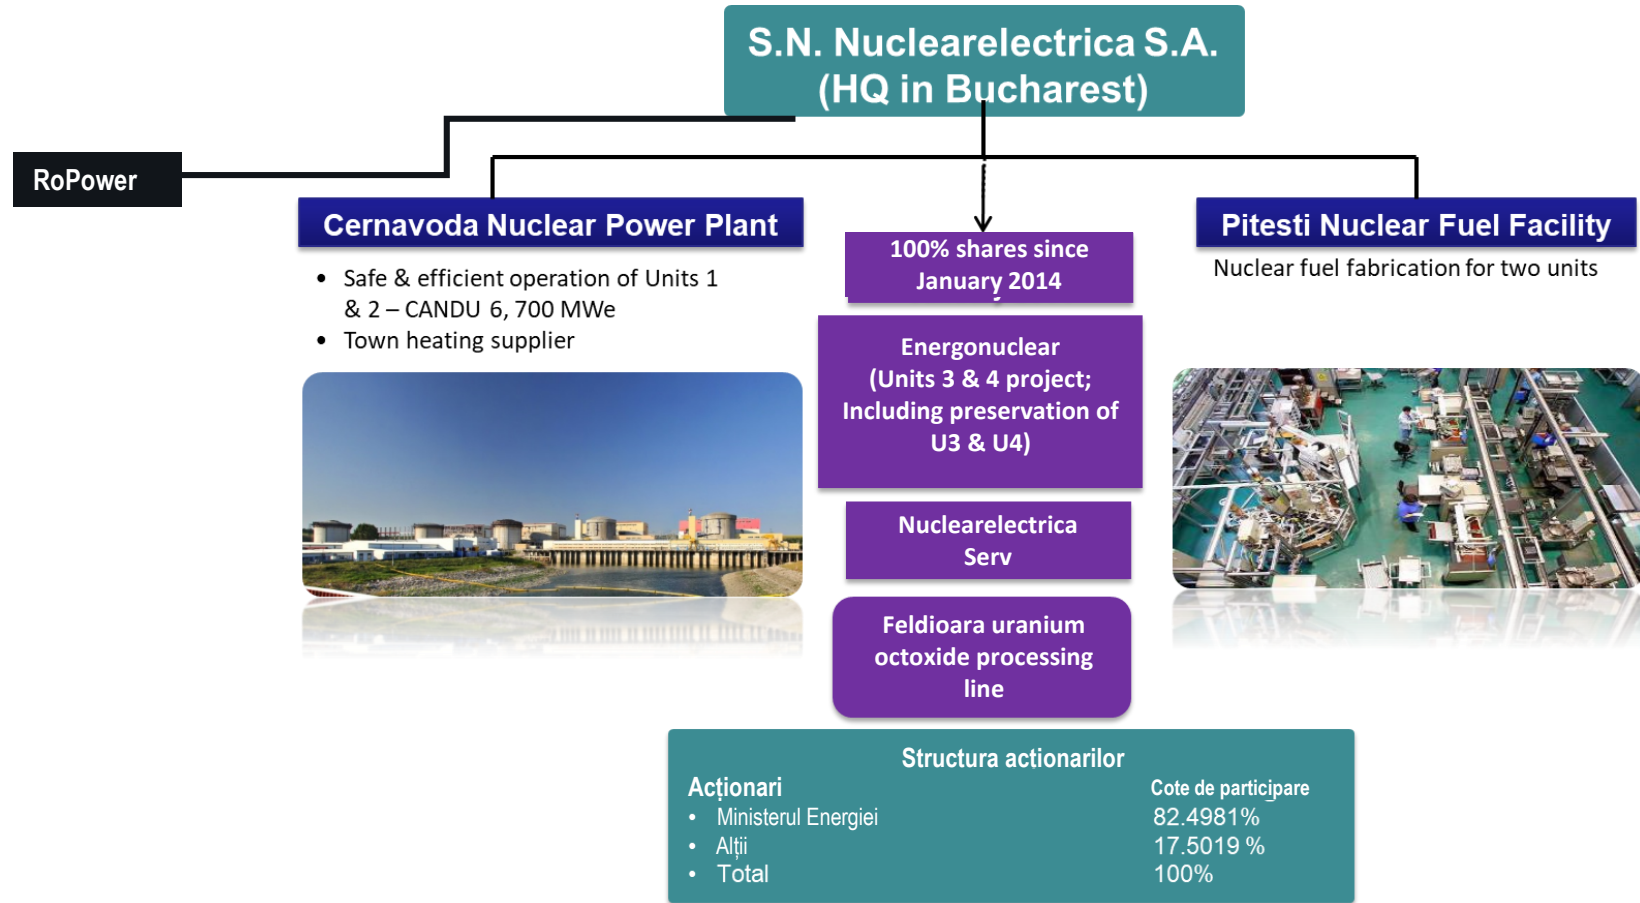 S.N. Nuclearelectrica S.A.
(HQ in Bucharest)
RoPower
Cernavoda Nuclear Power Plant
• Safe & efficient operation of Units 1
& 2 – CANDU 6, 700 MWe
• Town heating supplier
100% shares since
January 2014
Energonuclear
(Units 3 & 4 project;
Including preservation of
U3 & U4)
Nuclearelectrica
Serv
Feldioara uranium
octoxide processing
line
Pitesti Nuclear Fuel Facility
Nuclear fuel fabrication for two units
Structura acționarilor
Acționari Cote de participare
• Ministerul Energiei 82.4981%
• Alții 17.5019 %
• Total 100%